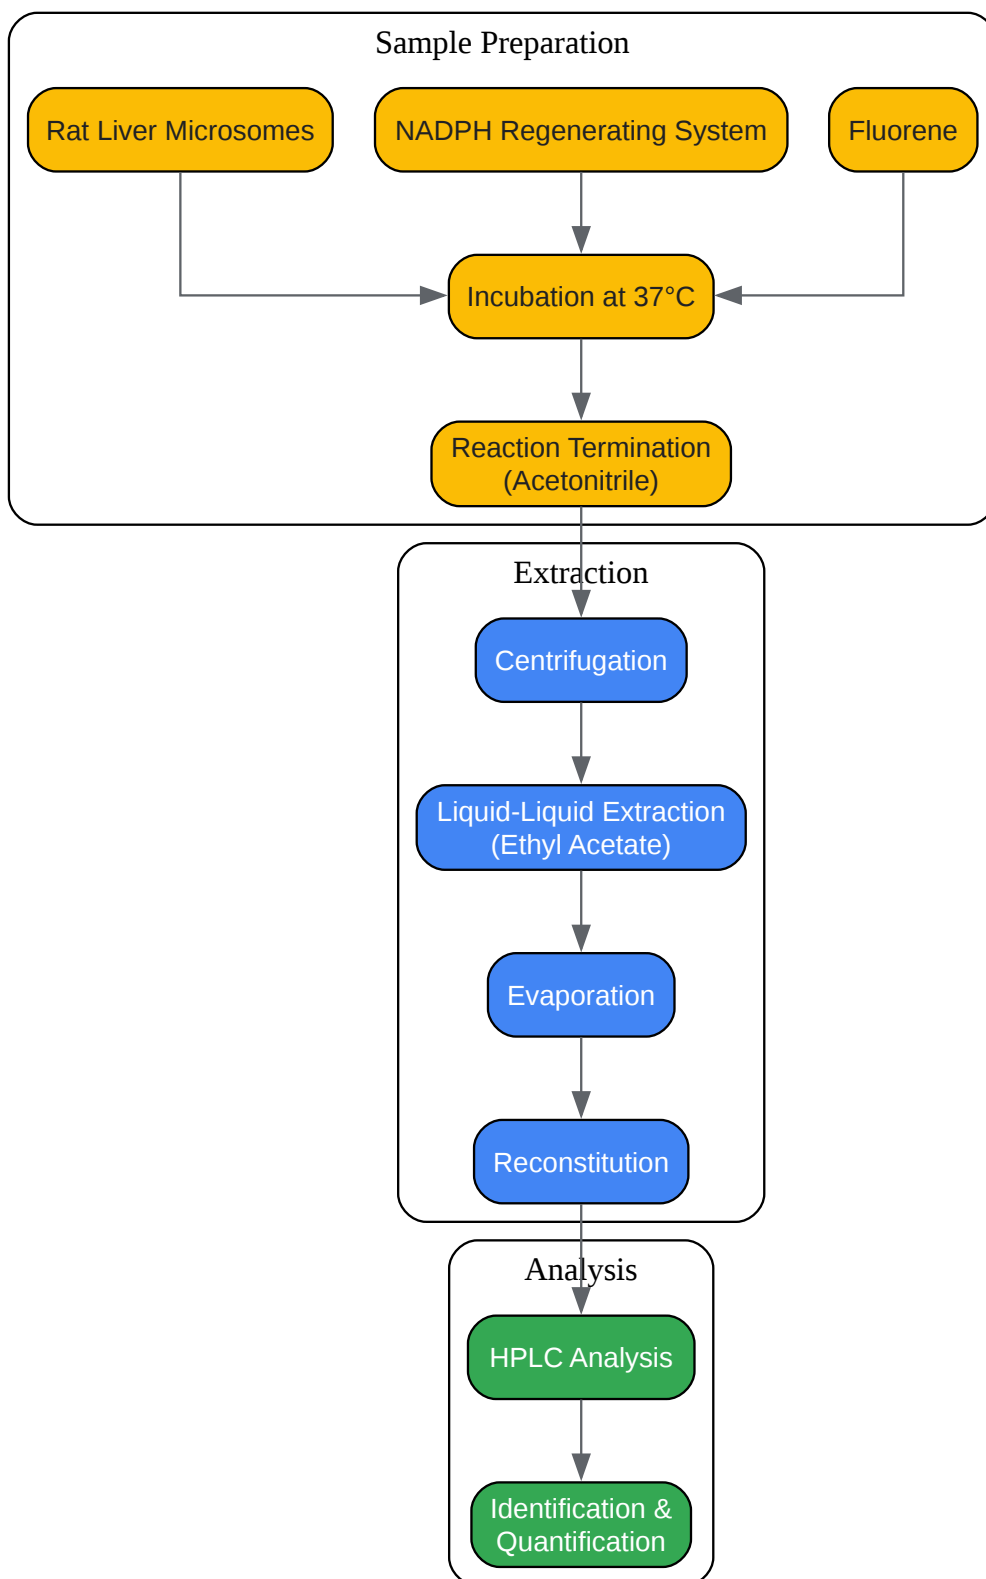 Sample Preparation
Rat Liver Microsomes
NADPH Regenerating System
Fluorene
Incubation at 37°C
Reaction Termination
(Acetonitrile)
Extraction
Centrifugation
Liquid-Liquid Extraction
(Ethyl Acetate)
Evaporation
Reconstitution
Analysis
HPLC Analysis
Identification &
Quantification